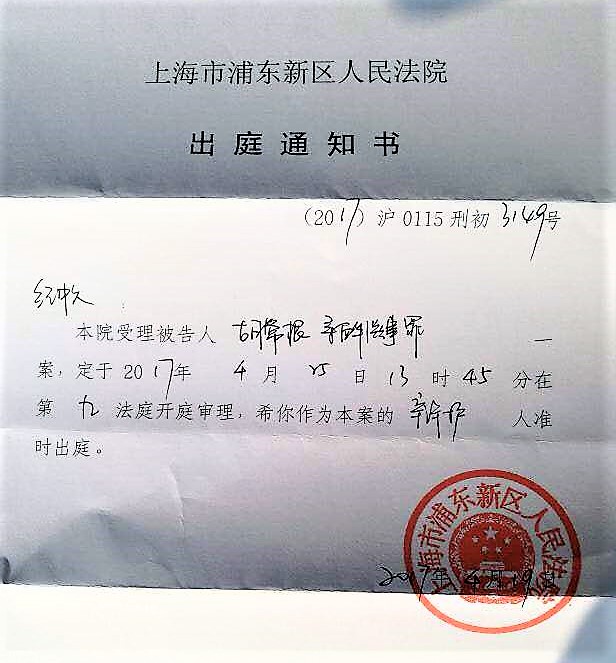 上海市浦东新区人民法院
出庭通知书
(2017)沪0115刑初3149号
:
本院受理被告人 胡常根 寻衅滋事罪 一
案,定于2017年4月25日13时45分在
第九法庭开庭审理,希你作为本案的辩护人准
时出庭。
上海市浦东新区人民法院
2017年4月19日